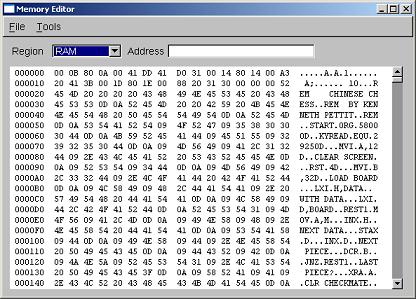 Memory Editor
File Tools
Region RAM Address
000000 00 0B 80 0A 00 41 DD 41 D0 31 00 14 80 14 00 A3 .....A.A.1......
000010 20 41 3B 00 1D 80 1E 00 88 20 31 30 00 00 00 52 A;...... 10...R
000020 45 4D 20 20 20 20 43 48 49 4E 45 53 45 20 43 48 EM    CHINESE CH
000030 45 53 53 0D 0A 52 45 4D 20 20 42 59 20 4B 45 4E ESS..REM  BY KEN
000040 4E 45 54 48 20 50 45 54 54 49 54 0D 0A 52 45 4D NETH PETTIT..REM
000050 0D 0A 53 54 41 52 54 09 4F 52 47 09 35 38 30 30 ..START.ORG.5800
000060 30 44 0D 0A 4B 59 52 45 41 44 09 45 51 55 09 32 0D..KYREAD.EQU.2
000070 39 32 35 30 44 0D 0A 09 4D 56 49 09 41 2C 31 32 9250D...MVI.A,12
000080 44 09 2E 43 4C 45 41 52 20 53 43 52 45 45 4E 0D D..CLEAR SCREEN.
000090 0A 09 52 53 54 09 34 44 0D 0A 09 4D 56 49 09 42 ..RST.4D...MVI.B
0000A0 2C 33 32 44 09 2E 4C 4F 41 44 20 42 4F 41 52 44 ,32D..LOAD BOARD
0000B0 0D 0A 09 4C 58 49 09 48 2C 44 41 54 41 09 2E 20 ...LXI.H,DATA..
0000C0 57 49 54 48 20 44 41 54 41 0D 0A 09 4C 58 49 09 WITH DATA...LXI.
0000D0 44 2C 42 4F 41 52 44 0D 0A 52 45 53 54 31 09 4D D,BOARD..REST1.M
0000E0 4F 56 09 41 2C 4D 0D 0A 09 49 4E 58 09 48 09 2E OV.A,M...INX.H..
0000F0 4E 45 58 54 20 44 41 54 41 0D 0A 09 53 54 41 58 NEXT DATA...STAX
000100 09 44 0D 0A 09 49 4E 58 09 44 09 2E 4E 45 58 54 .D...INX.D..NEXT
000110 20 50 49 45 43 45 0D 0A 09 44 43 52 09 42 0D 0A PIECE...DCR.B..
000120 09 4A 4E 5A 09 52 45 53 54 31 09 2E 4C 41 53 54 .JNZ.REST1..LAST
000130 20 50 49 45 43 45 3F 0D 0A 09 58 52 41 09 41 09 PIECE?...XRA.A.
000140 2E 43 4C 52 20 43 48 45 43 4B 4D 41 54 45 0D 0A .CLR CHECKMATE..